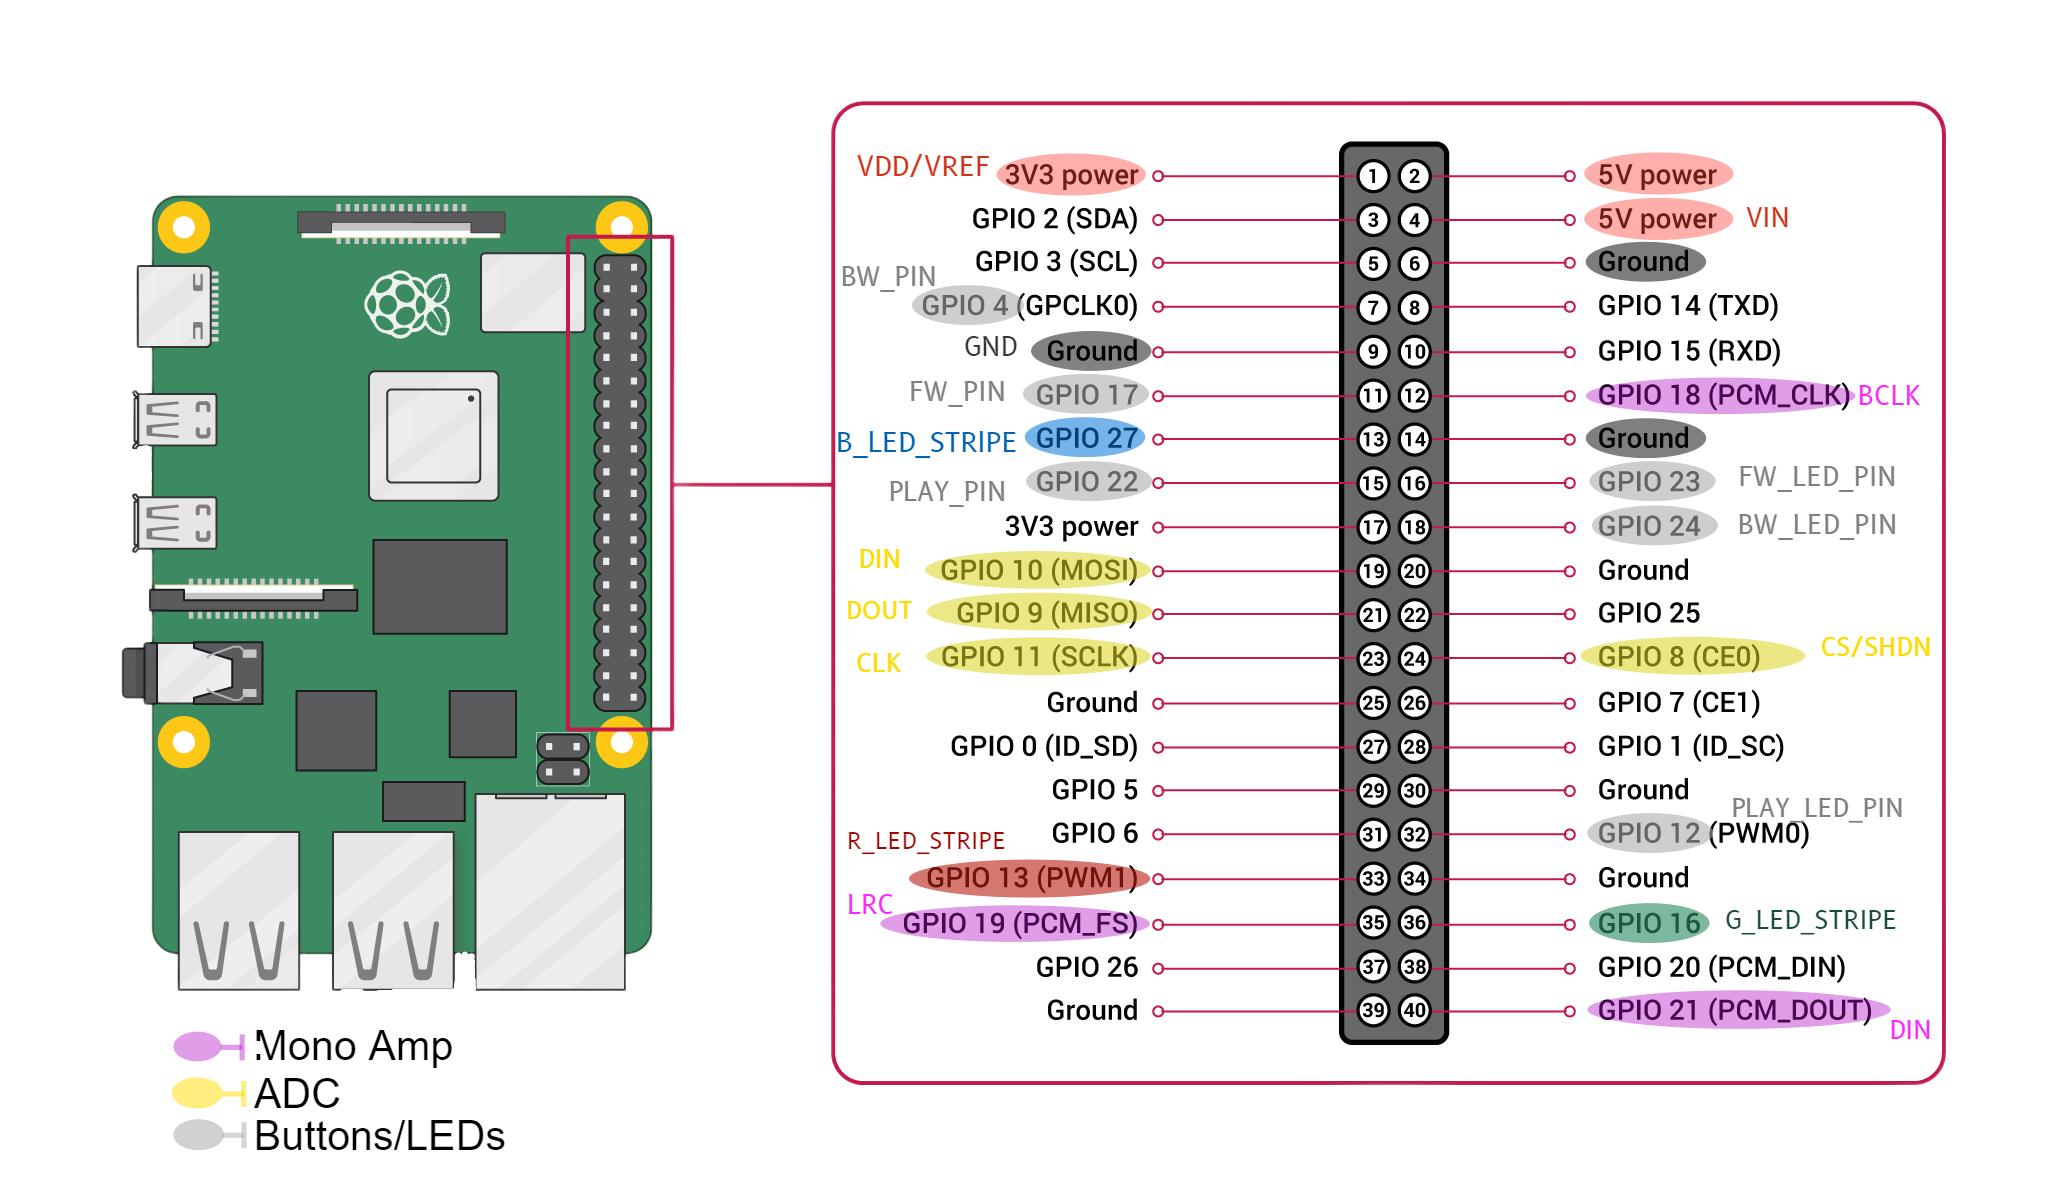 VDD/VREF 3V3 power 1 2 5V power
GPIO 2 (SDA) 3 4 5V power VIN
GPIO 3 (SCL) 5 6 Ground
BW_PIN
GPIO 4 (GPCLK0) 7 8 GPIO 14 (TXD)
GND Ground 9 10 GPIO 15 (RXD)
FW_PIN GPIO 17 11 12 GPIO 18 (PCM_CLK) BCLK
B_LED_STRIPE GPIO 27 13 14 Ground
PLAY_PIN GPIO 22 15 16 GPIO 23 FW_LED_PIN
3V3 power 17 18 GPIO 24 BW_LED_PIN
DIN GPIO 10 (MOSI) 19 20 Ground
DOUT GPIO 9 (MISO) 21 22 GPIO 25
CLK GPIO 11 (SCLK) 23 24 GPIO 8 (CE0) CS/SHDN
Ground 25 26 GPIO 7 (CE1)
GPIO 0 (ID_SD) 27 28 GPIO 1 (ID_SC)
GPIO 5 29 30 Ground
PLAY_LED_PIN
GPIO 6 31 32 GPIO 12 (PWM0)
R_LED_STRIPE
GPIO 13 (PWM1) 33 34 Ground
LRC
GPIO 19 (PCM_FS) 35 36 GPIO 16 G_LED_STRIPE
GPIO 26 37 38 GPIO 20 (PCM_DIN)
Ground 39 40 GPIO 21 (PCM_DOUT)
DIN
Mono Amp
ADC
Buttons/LEDs